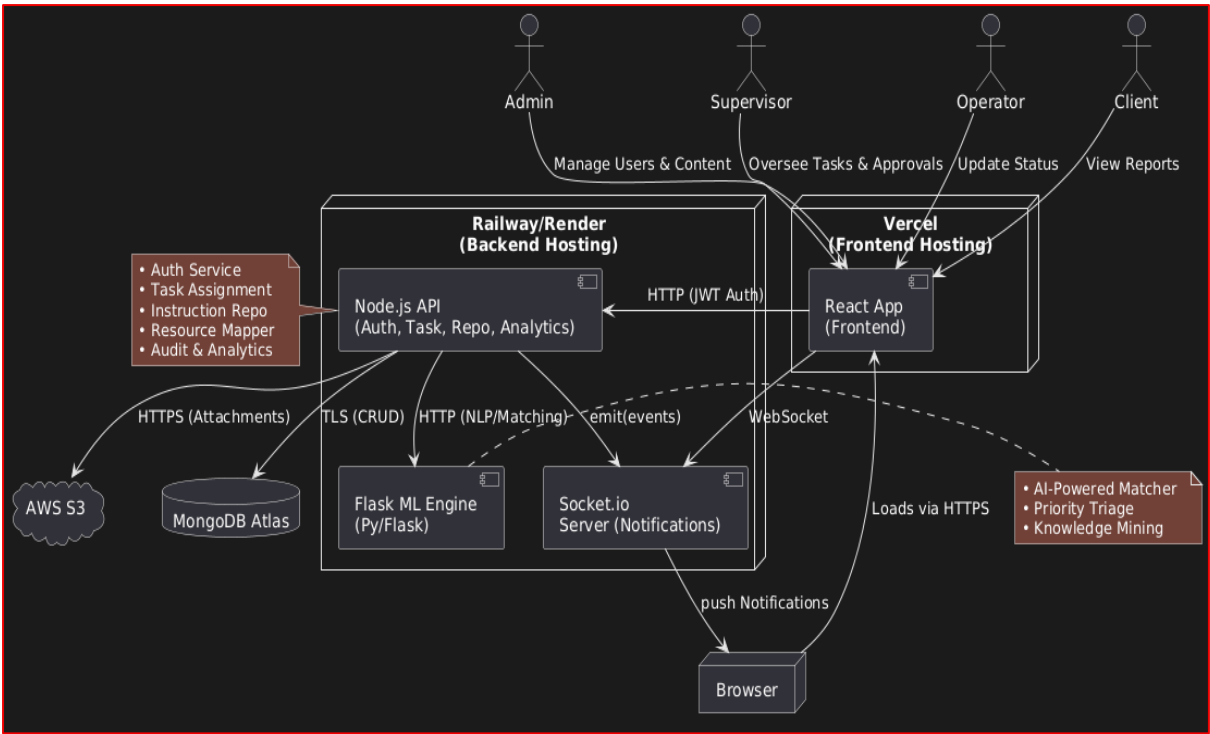 Admin
Supervisor
Operator
Client
Manage Users & Content
Oversee Tasks & Approvals
Update Status
View Reports
Railway/Render
(Backend Hosting)
Vercel
(Frontend Hosting)
• Auth Service
• Task Assignment
• Instruction Repo
• Resource Mapper
• Audit & Analytics
Node.js API
(Auth, Task, Repo, Analytics)
HTTP (JWT Auth)
React App
(Frontend)
HTTPS (Attachments)
TLS (CRUD)
HTTP (NLP/Matching)
emit(events)
WebSocket
AWS S3
MongoDB Atlas
Flask ML Engine
(Py/Flask)
Socket.io
Server (Notifications)
Loads via HTTPS
• AI-Powered Matcher
• Priority Triage
• Knowledge Mining
push Notifications
Browser